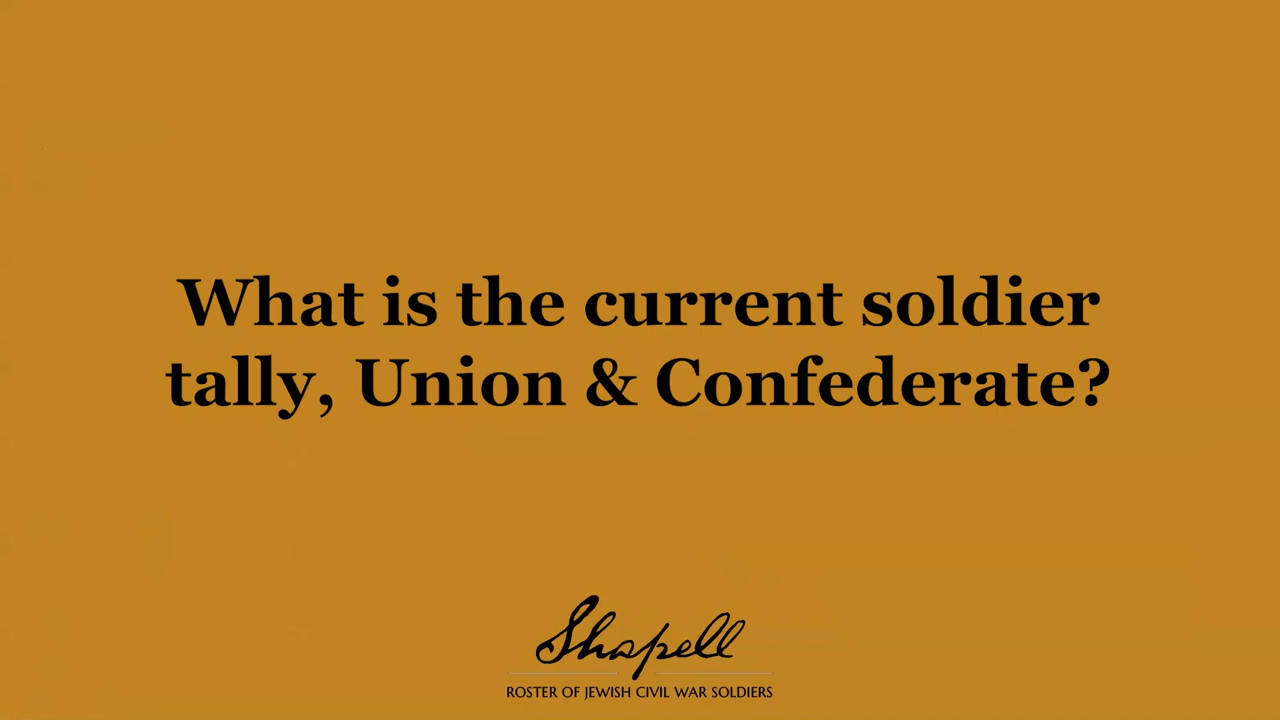 What is the current soldier
tally, Union & Confederate?
Shapell
ROSTER OF JEWISH CIVIL WAR SOLDIERS